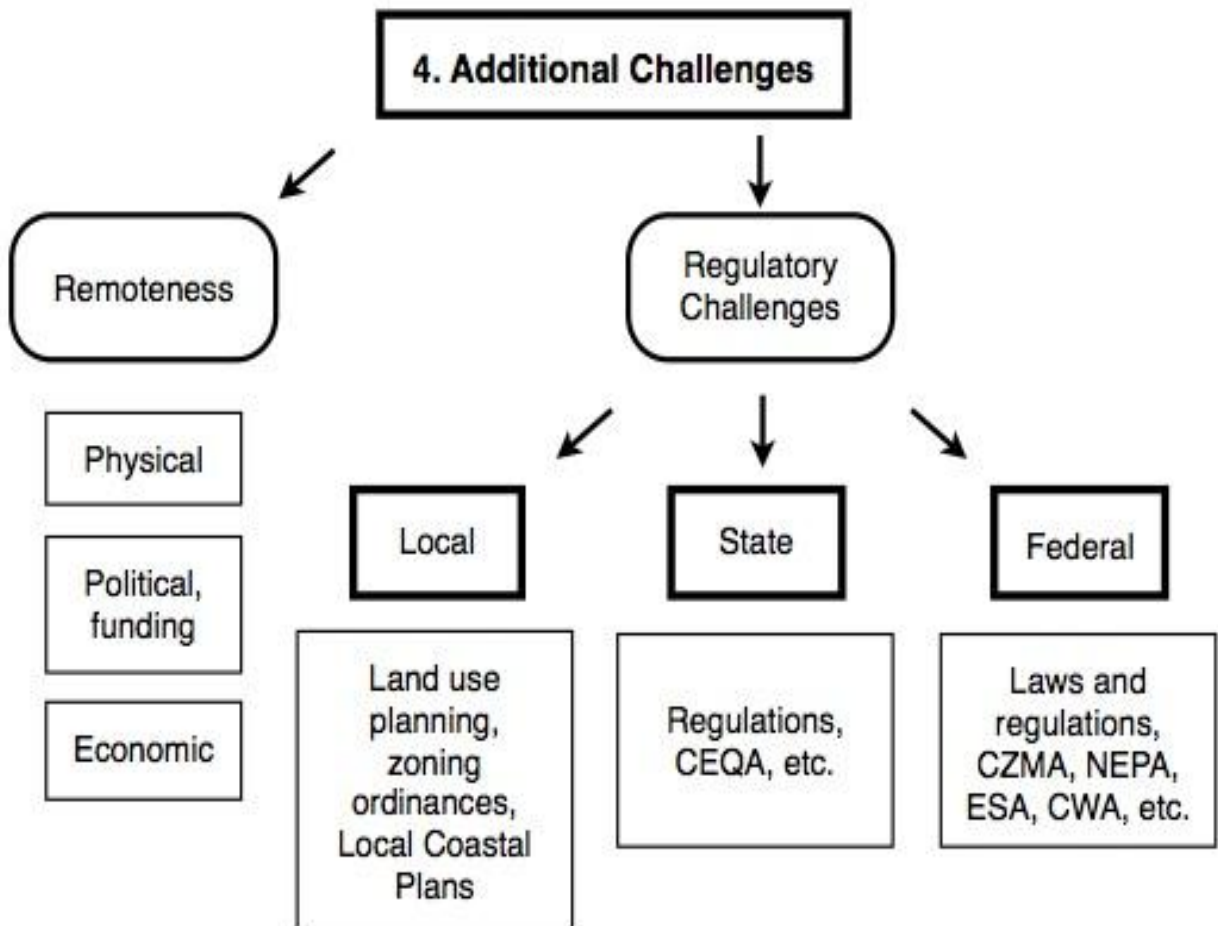 4. Additional Challenges
Remoteness
Physical
Political,
funding
Economic
Regulatory
Challenges
Local
Land use
planning,
zoning
ordinances,
Local Coastal
Plans
State
Regulations,
CEQA, etc.
Federal
Laws and
regulations,
CZMA, NEPA,
ESA, CWA, etc.